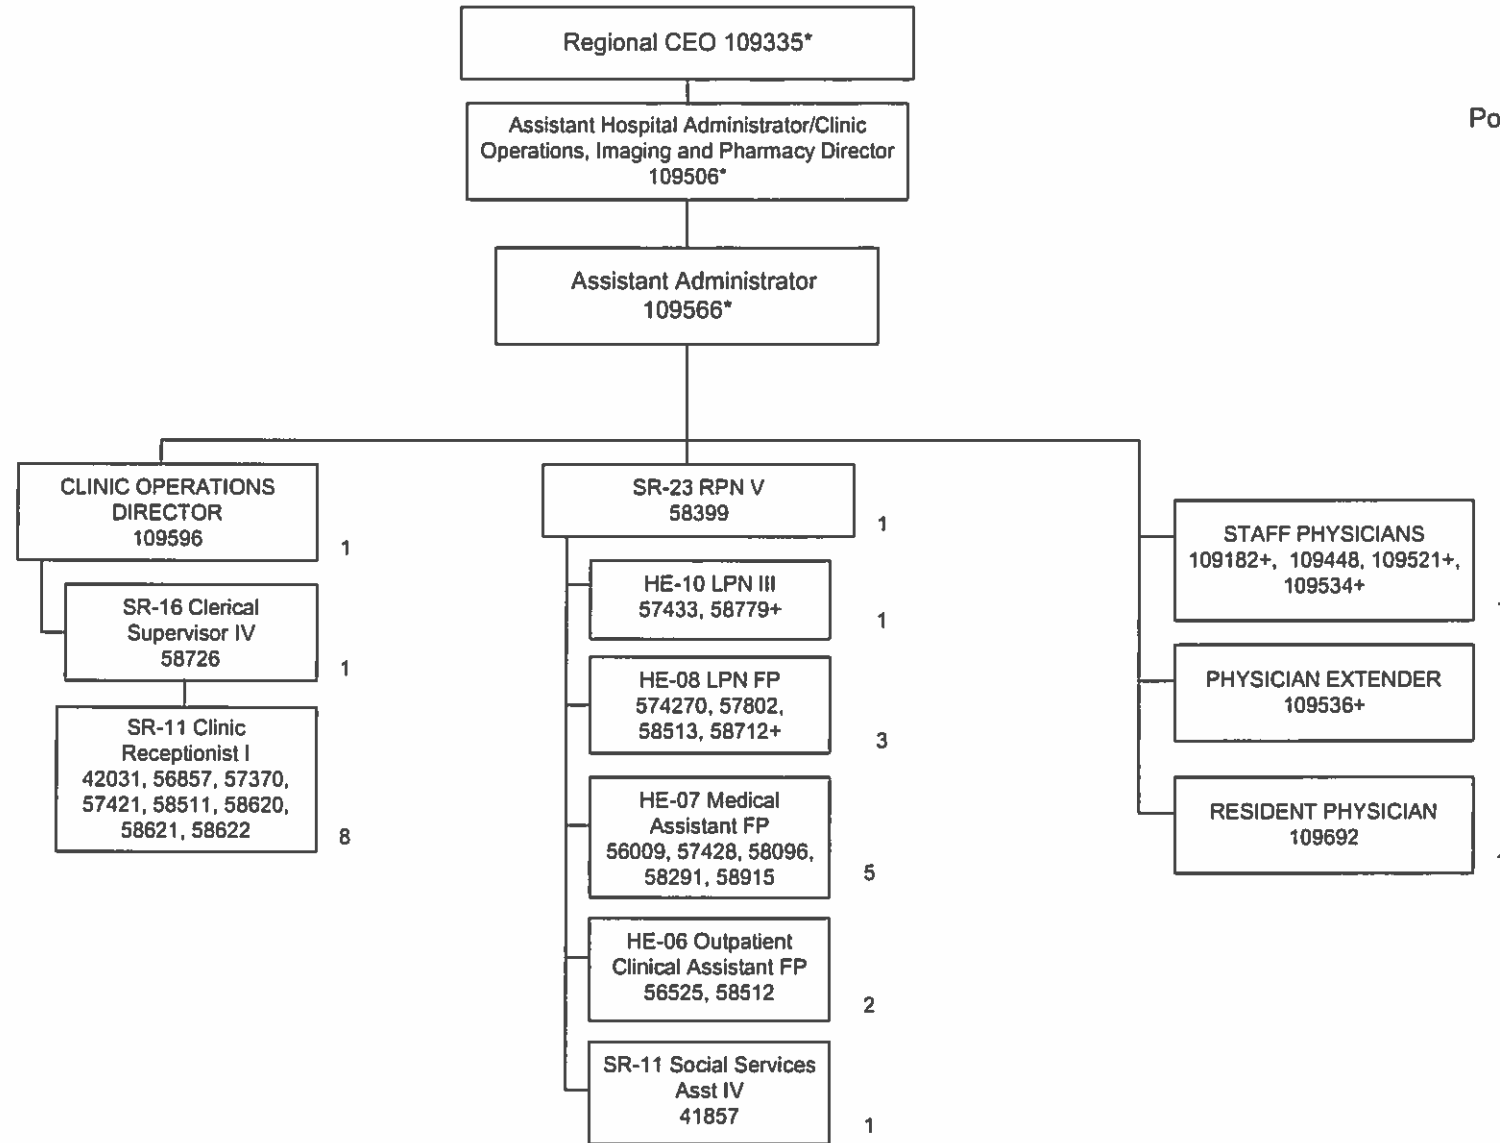 Regional CEO 109335*
Po
Assistant Hospital Administrator/Clinic
Operations, Imaging and Pharmacy Director
109506*
Assistant Administrator
109566*
CLINIC OPERATIONS
DIRECTOR
109596
1
SR-16 Clerical
Supervisor IV
58726
1
SR-11 Clinic
Receptionist I
42031, 56857, 57370,
57421, 58511, 58620,
58621, 58622
8
SR-23 RPN V
58399
1
HE-10 LPN III
57433, 58779+
1
HE-08 LPN FP
574270, 57802,
58513, 58712+
3
HE-07 Medical
Assistant FP
56009, 57428, 58096,
58291, 58915
5
HE-06 Outpatient
Clinical Assistant FP
56525, 58512
2
SR-11 Social Services
Asst IV
41857
1
STAFF PHYSICIANS
109182+, 109448, 109521+,
109534+
PHYSICIAN EXTENDER
109536+
RESIDENT PHYSICIAN
109692